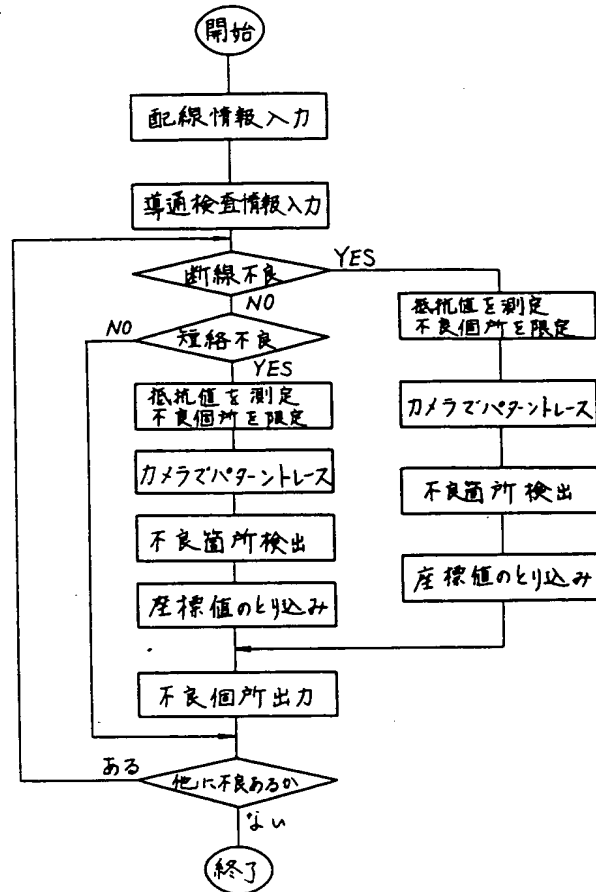 開始
配線情報入力
導通検査情報入力
断線不良
YES
NO
短絡不良
NO
YES
抵抗値を測定
不良個所を限定
カメラでパターントレース
不良箇所検出
座標値のとり込み
抵抗値を測定
不良個所を限定
カメラでパターントレース
不良箇所検出
座標値のとり込み
不良個所出力
他に不良あるか
ある
ない
終了